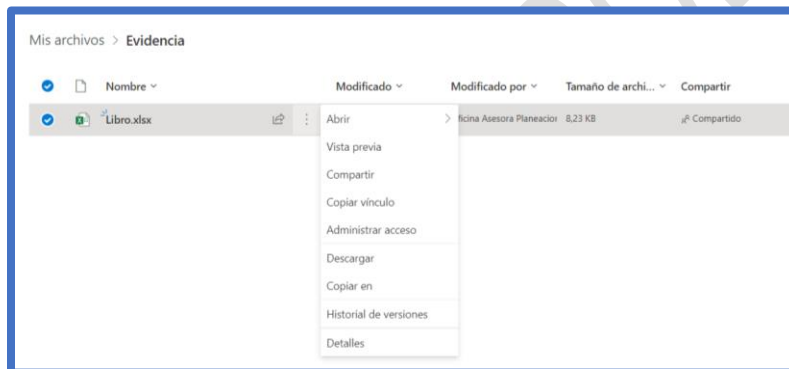 Mis archivos > Evidencia
Nombre Modificado Modificado por Tamaño de archi... Compartir
Libro.xlsx ficina Asesora Planeacion 8,23 KB Compartido
Abrir
Vista previa
Compartir
Copiar vínculo
Administrar acceso
Descargar
Copiar en
Historial de versiones
Detalles